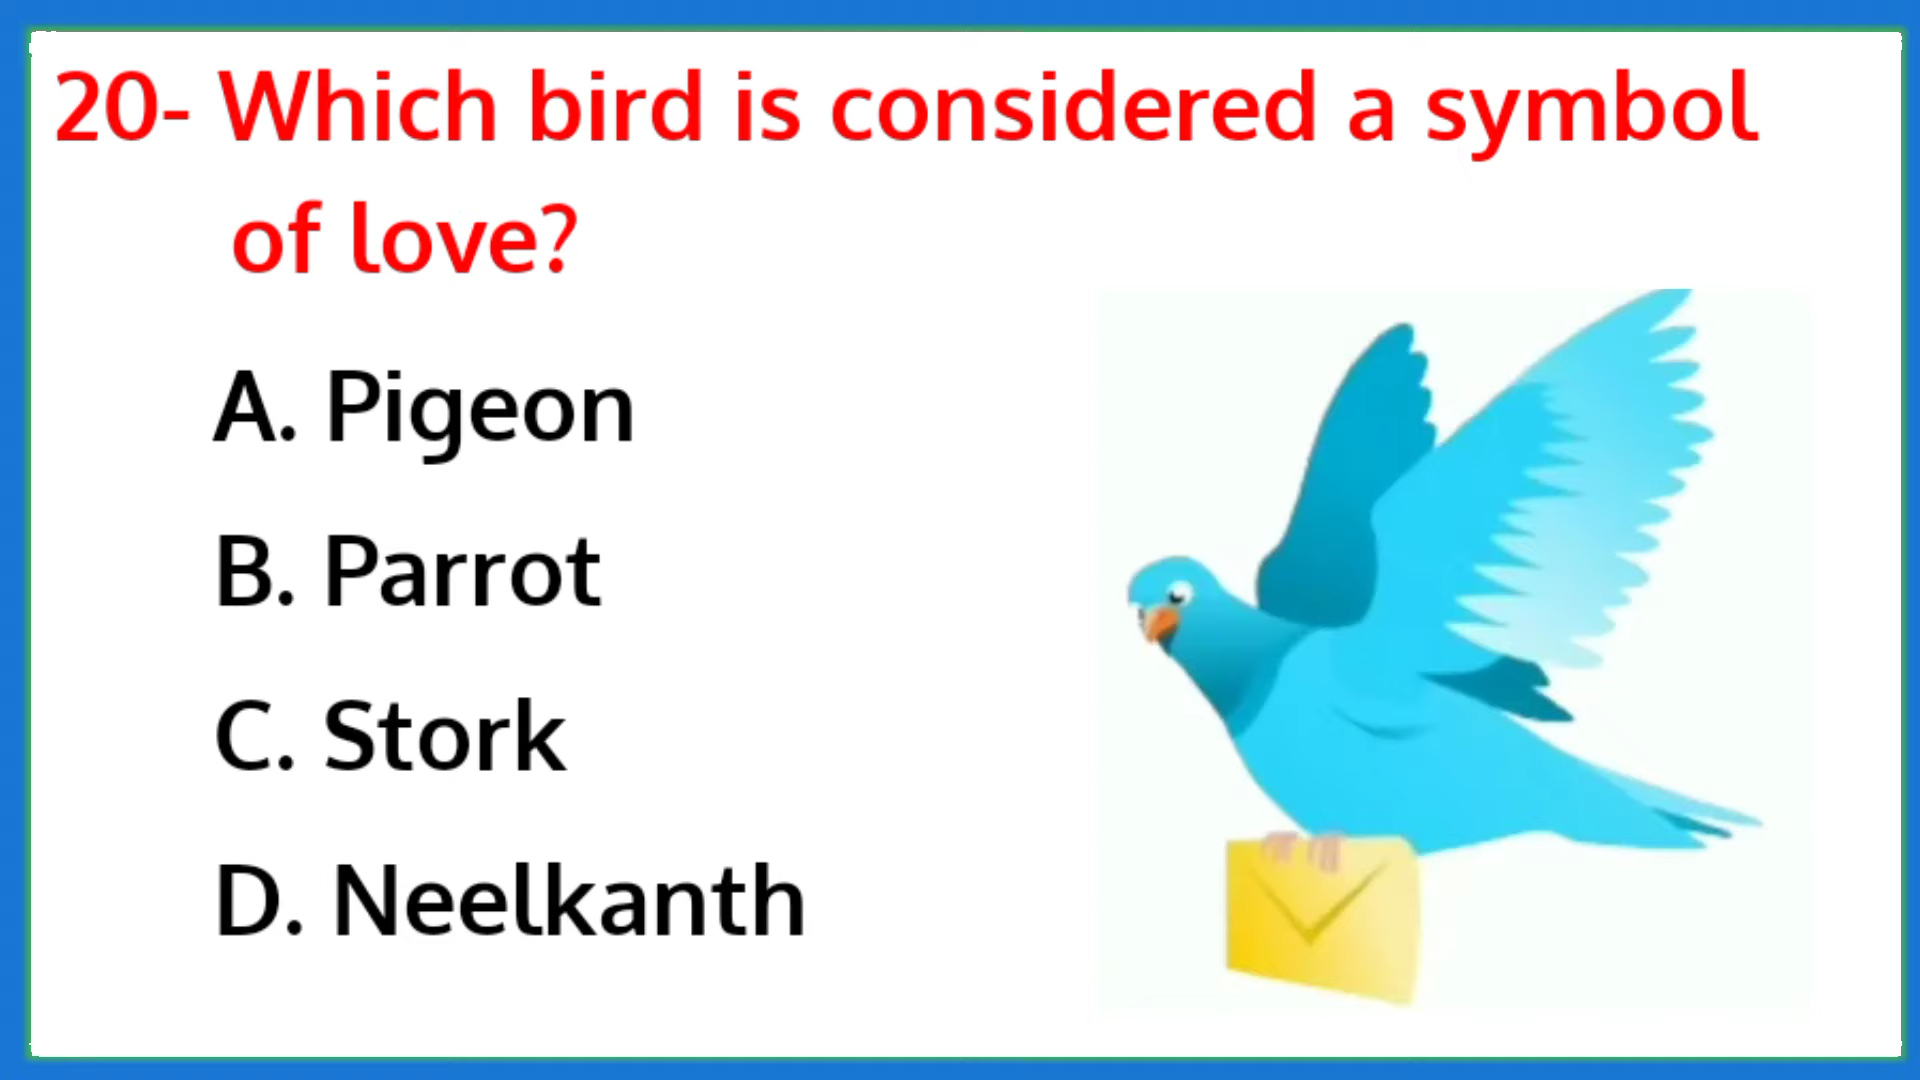 20- Which bird is considered a symbol
of love?
A. Pigeon
B. Parrot
C. Stork
D. Neelkanth